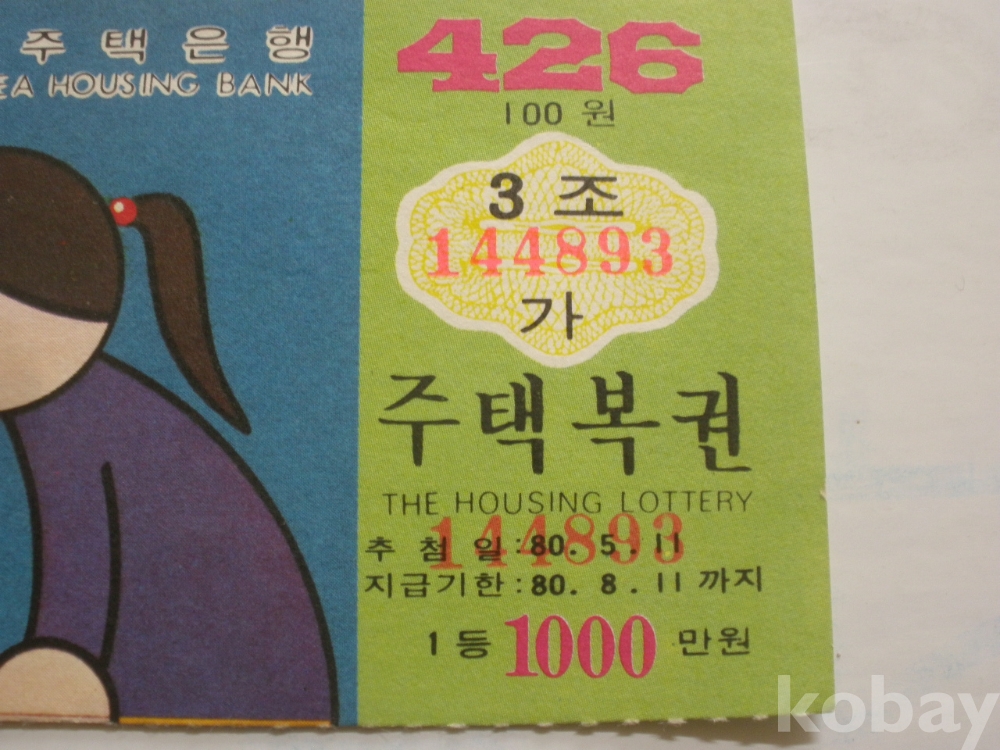 주택은행
EA HOUSING BANK
426
100 원
3 조
144893
가
주택복권
THE HOUSING LOTTERY
144893
추첨일 : 80. 5. 11
지급기한 : 80. 8. 11 까지
1등 1000 만원
kobay